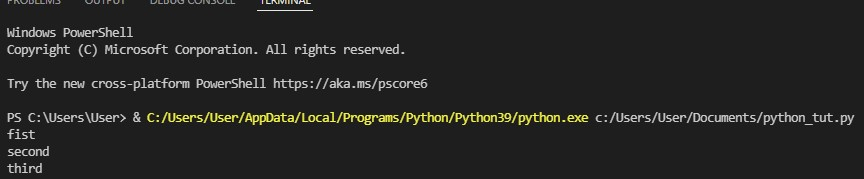 PROBLEMS OUTPUT DEBUG CONSOLE TERMINAL
Windows PowerShell
Copyright (C) Microsoft Corporation. All rights reserved.
Try the new cross-platform PowerShell https://aka.ms/pscore6
PS C:\Users\User> & C:/Users/User/AppData/Local/Programs/Python/Python39/python.exe c:/Users/User/Documents/python_tut.py
fist
second
third